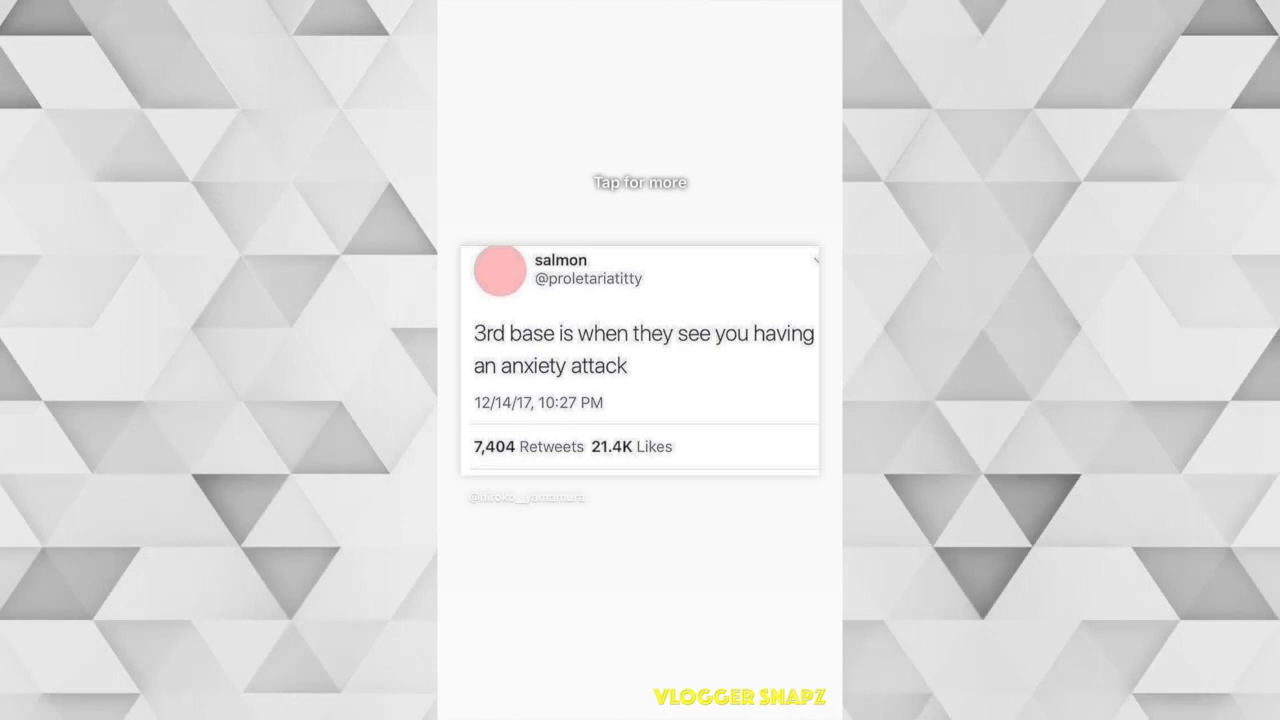 Tap for more
salmon
@proletariatitty
3rd base is when they see you having
an anxiety attack
12/14/17, 10:27 PM
7,404 Retweets 21.4K Likes
@hiroko__yamamura
VLOGGER SNAPZ